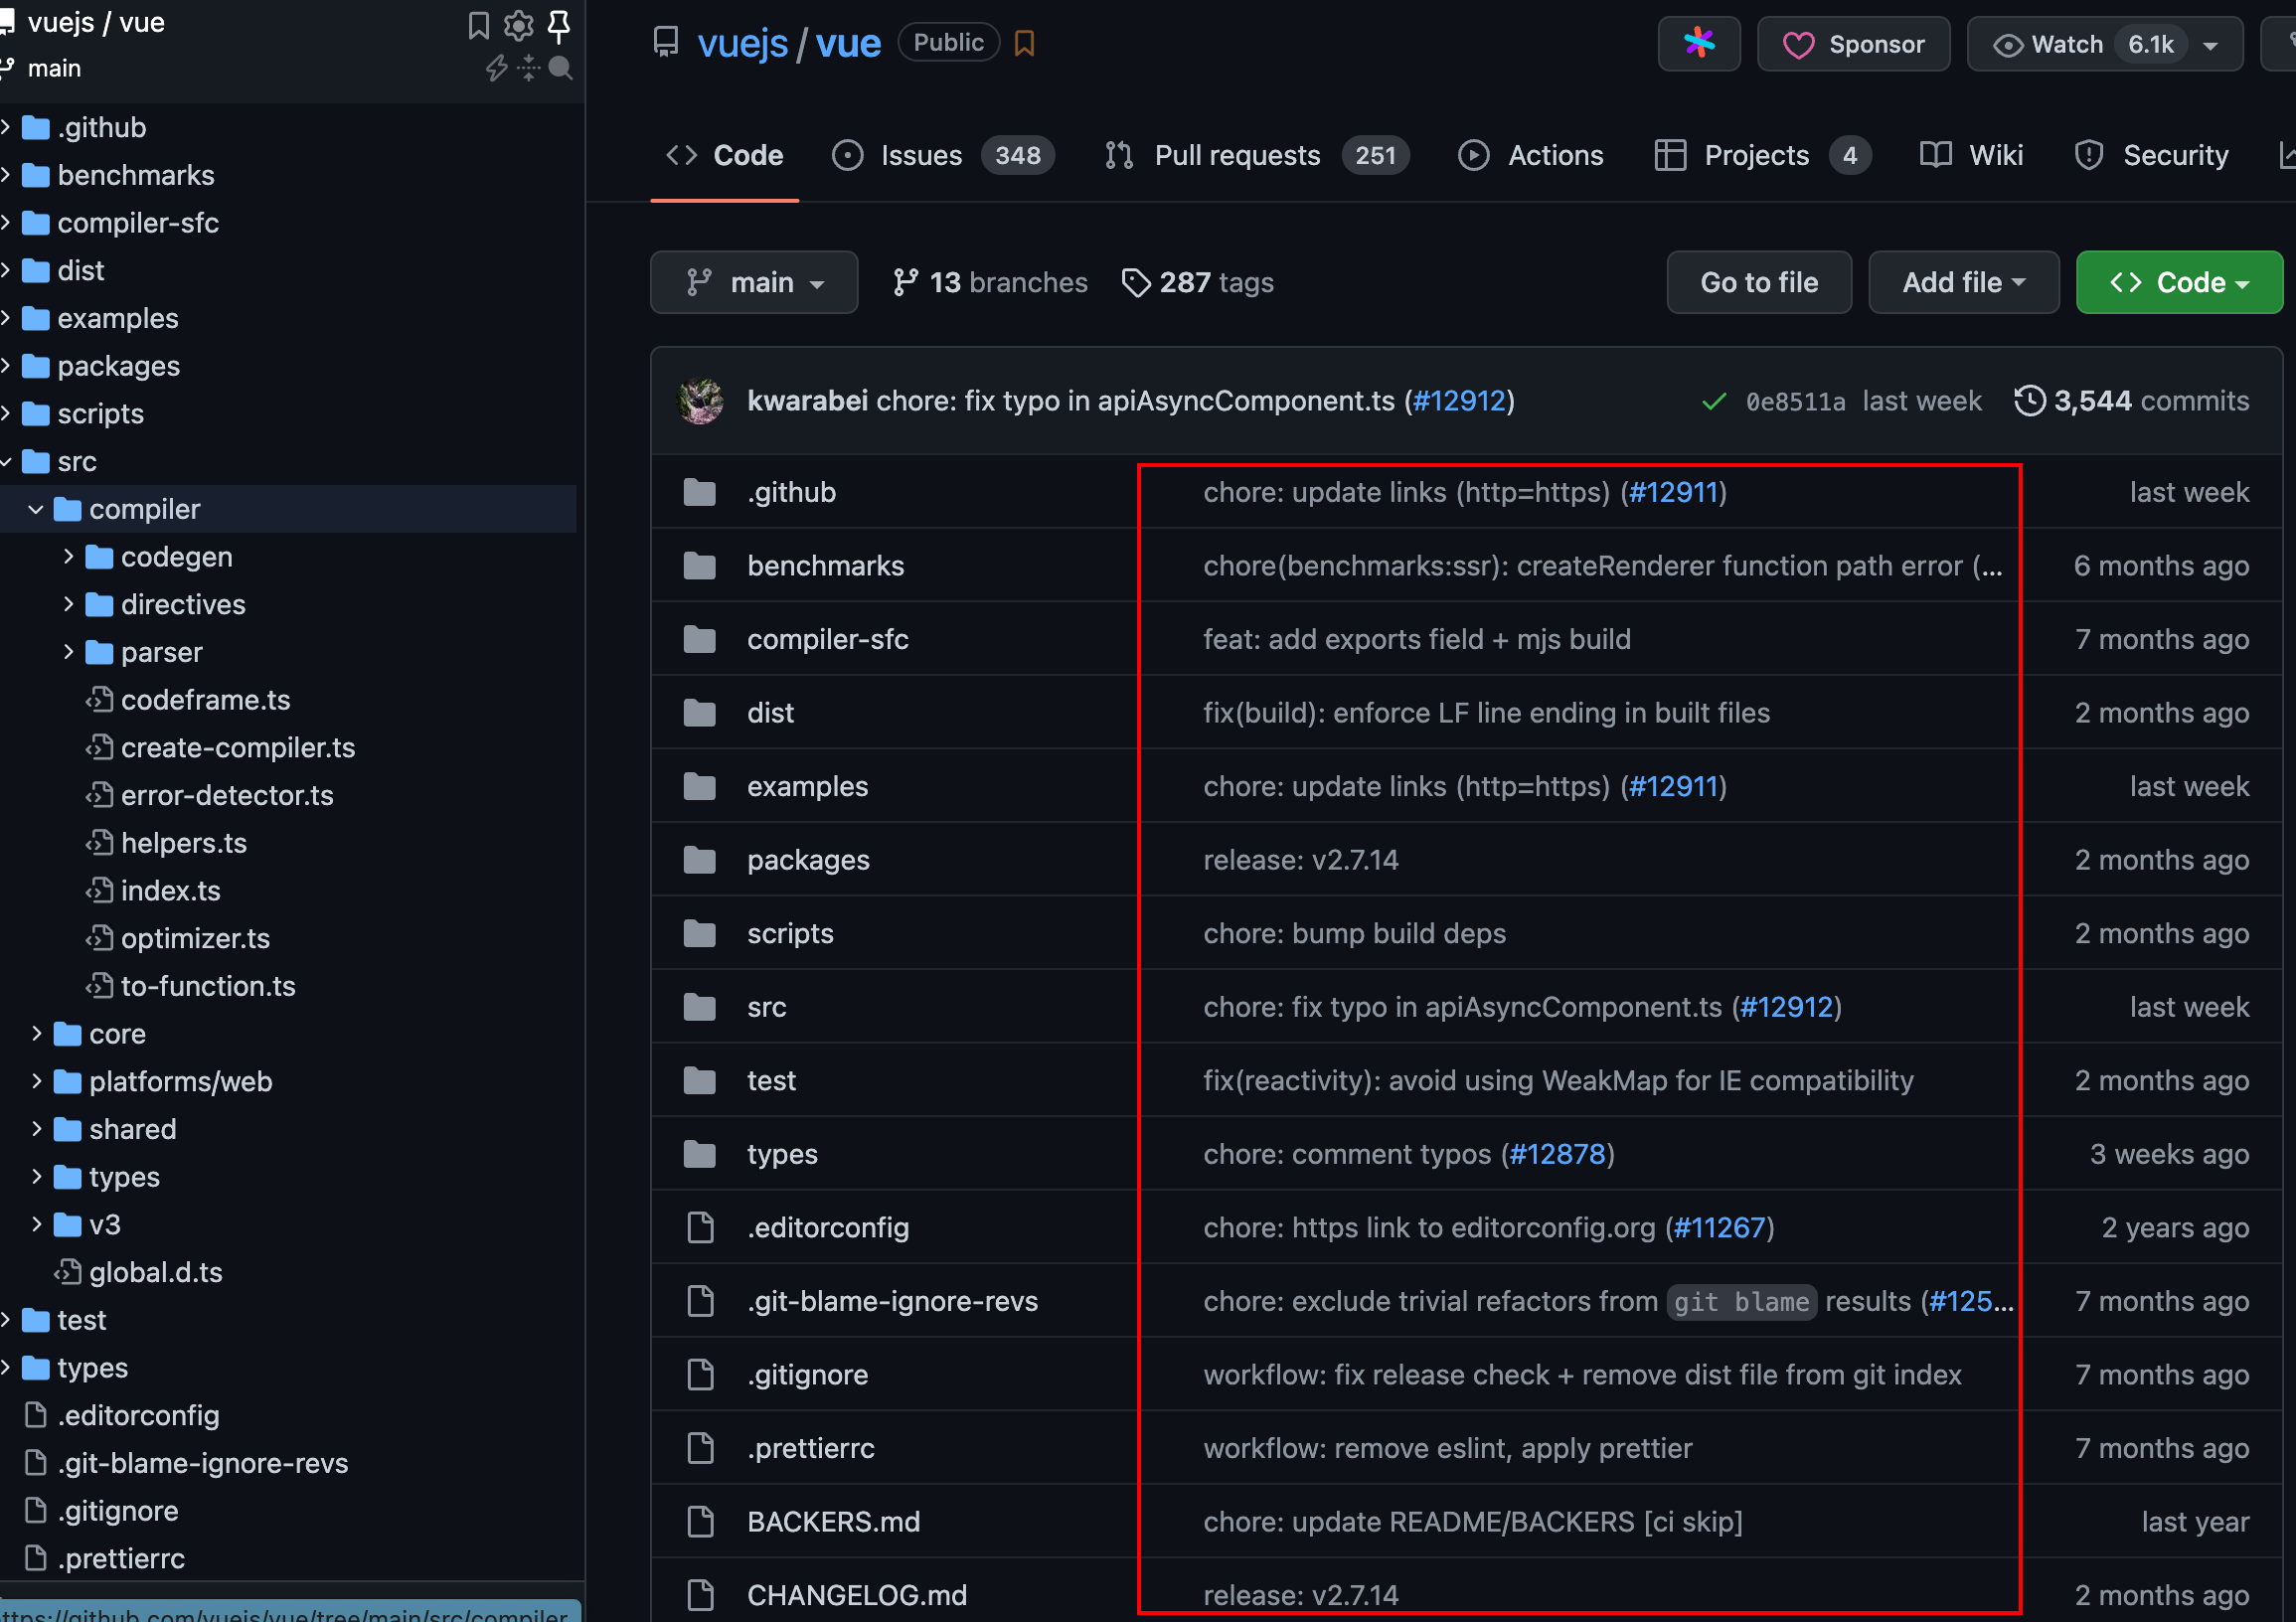 vuejs / vue
main
.github
benchmarks
compiler-sfc
dist
examples
packages
scripts
src
compiler
codegen
directives
parser
codeframe.ts
create-compiler.ts
error-detector.ts
helpers.ts
index.ts
optimizer.ts
to-function.ts
core
platforms/web
shared
types
v3
global.d.ts
test
types
.editorconfig
.git-blame-ignore-revs
.gitignore
.prettierrc
ttps://github.com/vuejs/vue/tree/main/src/compiler
vuejs / vue Public
Sponsor
Watch 6.1k
Code
Issues 348
Pull requests 251
Actions
Projects 4
Wiki
Security
main
13 branches
287 tags
Go to file
Add file
Code
kwarabei chore: fix typo in apiAsyncComponent.ts (#12912) 0e8511a last week 3,544 commits
.github chore: update links (http=https) (#12911) last week
benchmarks chore(benchmarks:ssr): createRenderer function path error (... 6 months ago
compiler-sfc feat: add exports field + mjs build 7 months ago
dist fix(build): enforce LF line ending in built files 2 months ago
examples chore: update links (http=https) (#12911) last week
packages release: v2.7.14 2 months ago
scripts chore: bump build deps 2 months ago
src chore: fix typo in apiAsyncComponent.ts (#12912) last week
test fix(reactivity): avoid using WeakMap for IE compatibility 2 months ago
types chore: comment typos (#12878) 3 weeks ago
.editorconfig chore: https link to editorconfig.org (#11267) 2 years ago
.git-blame-ignore-revs chore: exclude trivial refactors from git blame results (#125... 7 months ago
.gitignore workflow: fix release check + remove dist file from git index 7 months ago
.prettierrc workflow: remove eslint, apply prettier 7 months ago
BACKERS.md chore: update README/BACKERS [ci skip] last year
CHANGELOG.md release: v2.7.14 2 months ago